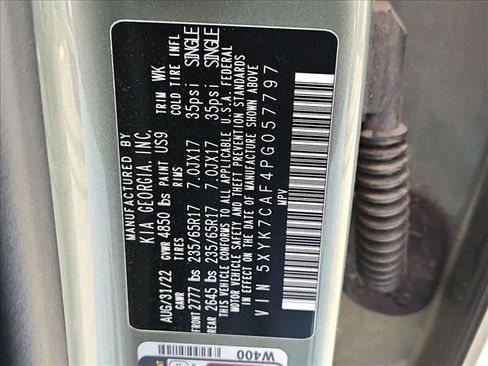 MANUFACTURED BY
KIA GEORGIA, INC.
AUG/31/22 GVWR 4850 lbs PAINT US9 TRIM WK
GAWR TIRES RIMS COLD TIRE INFL
FRONT 2777 lbs 235/65R17 7.0JX17 35psi SINGLE
REAR 2645 lbs 235/65R17 7.0JX17 35psi SINGLE
THIS VEHICLE CONFORMS TO ALL APPLICABLE U.S.A FEDERAL
MOTOR VEHICLE SAFETY AND THEFT PREVENTION STANDARDS
IN EFFECT ON THE DATE OF MANUFACTURE SHOWN ABOVE
VIN 5XYK7CAF4PG057797
MPV
W400